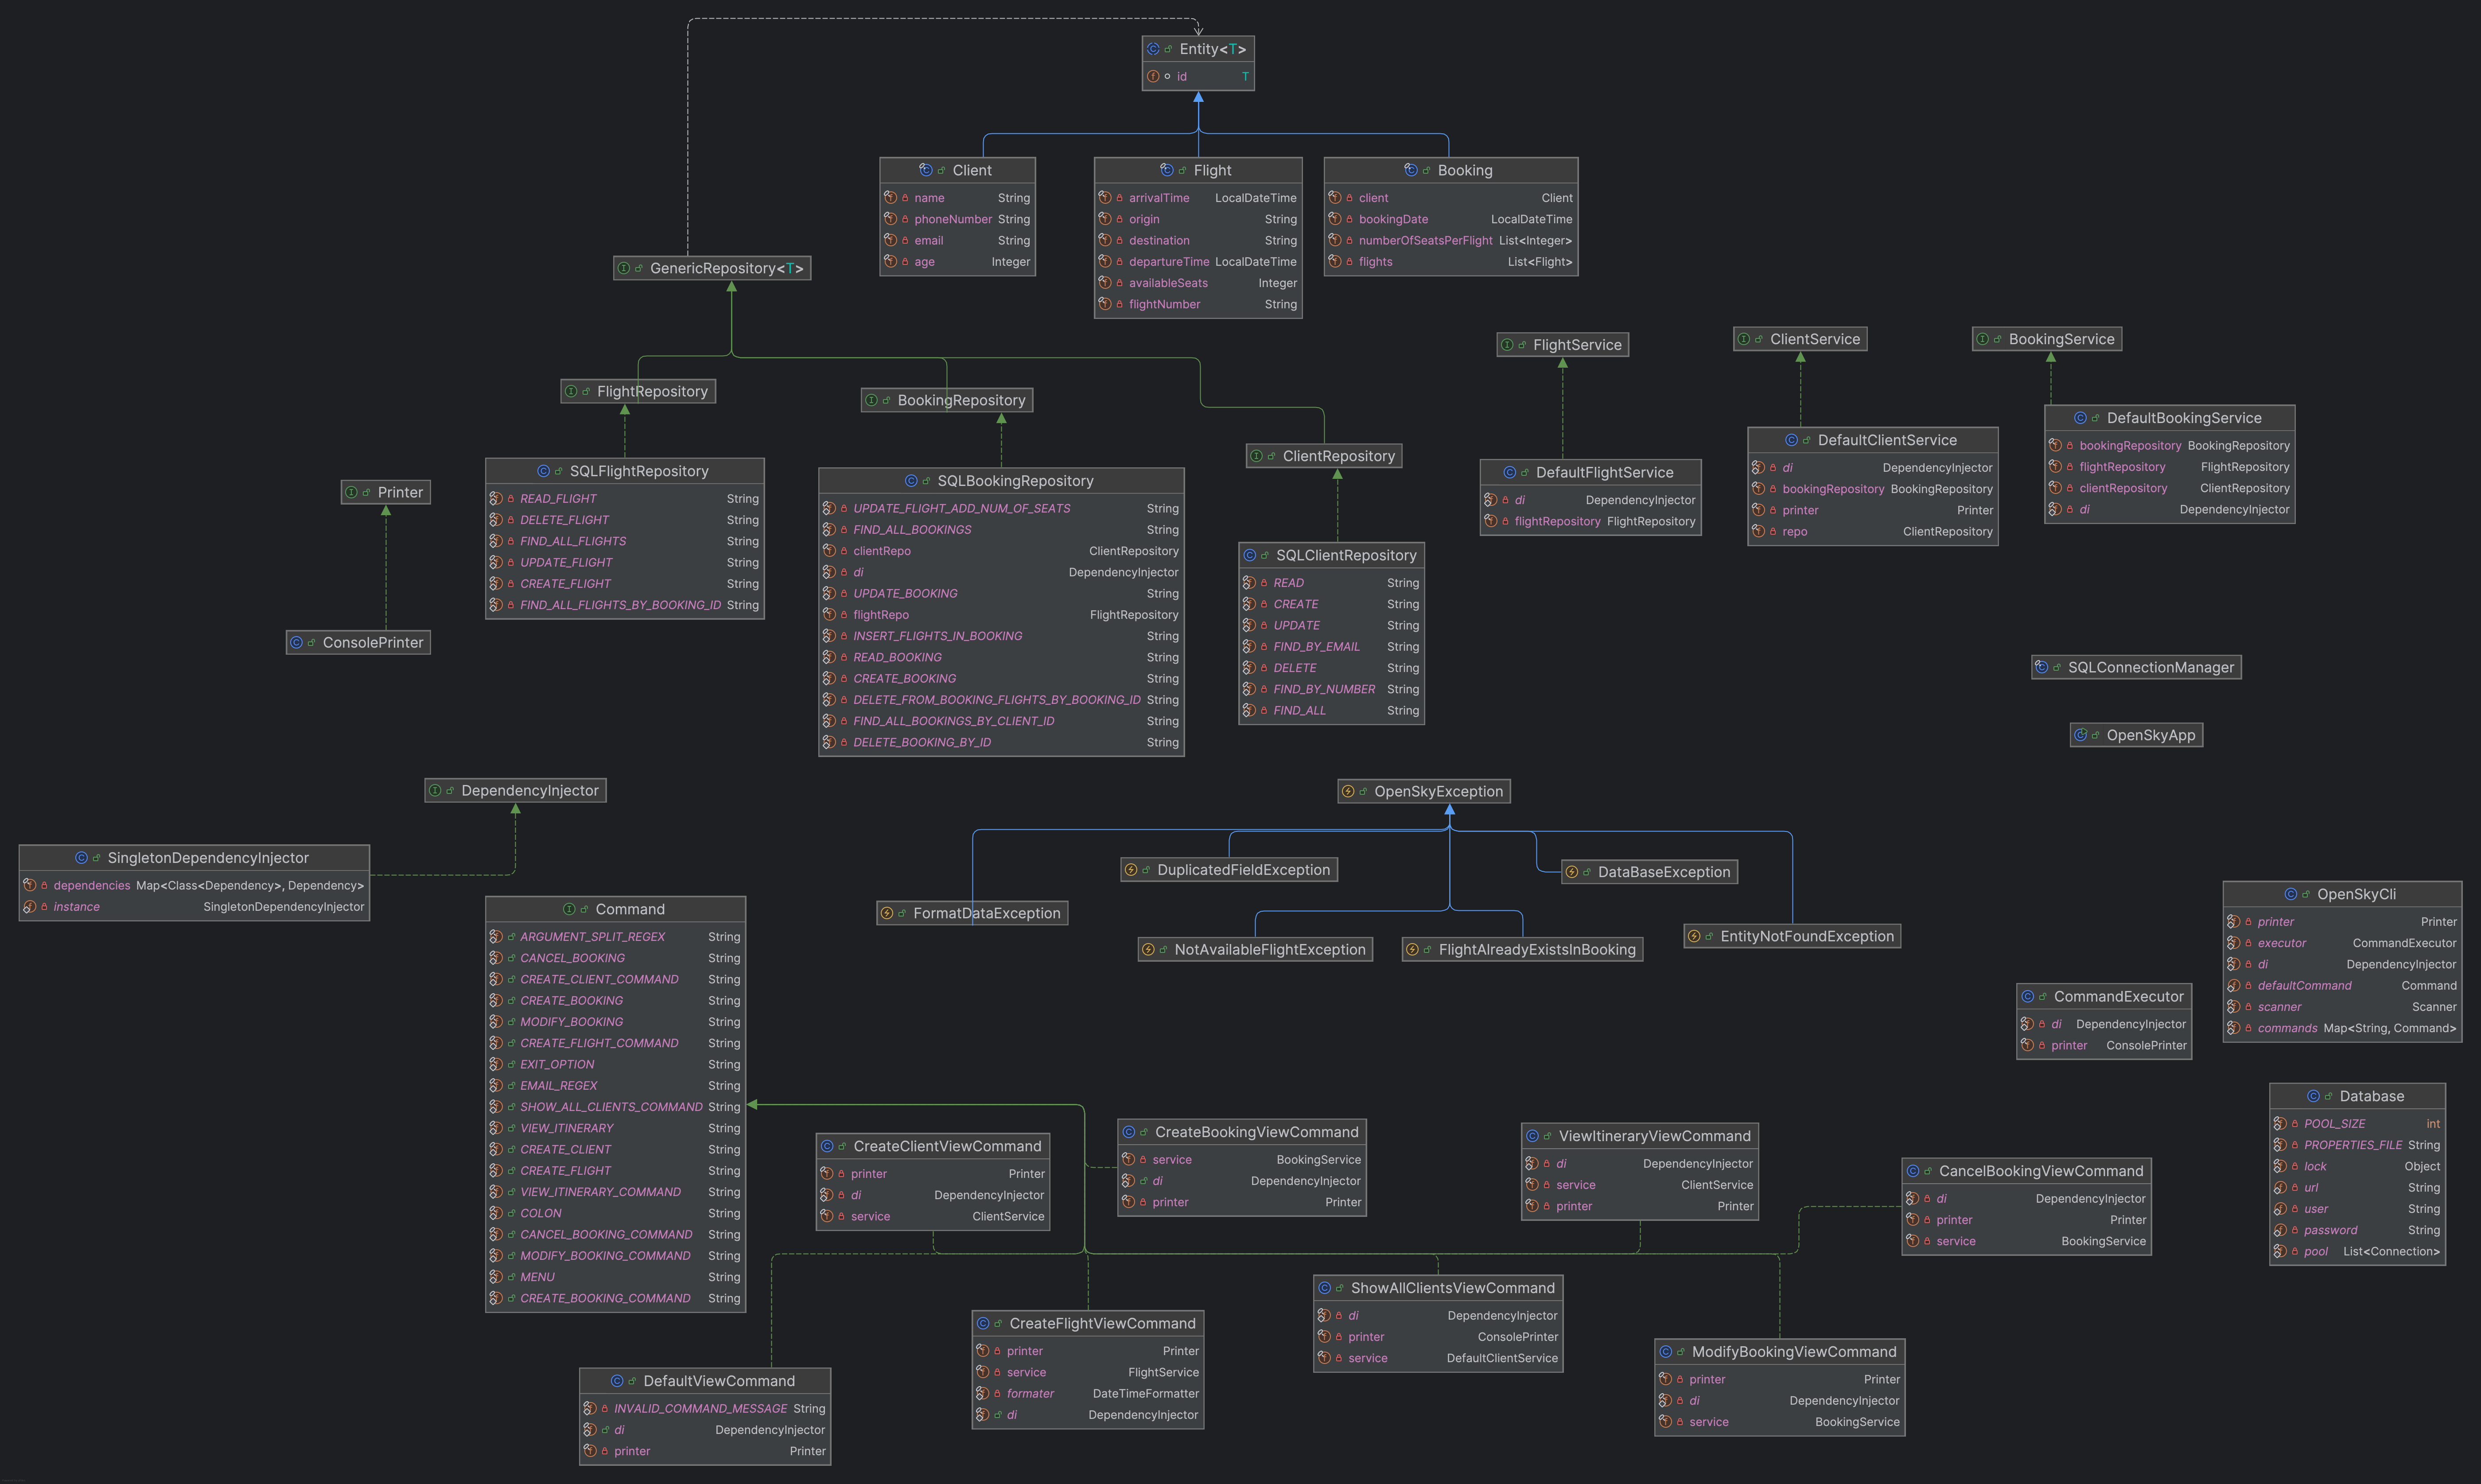 Entity<T>
id T
Client
name String
phoneNumber String
email String
age Integer
Flight
arrivalTime LocalDateTime
origin String
destination String
departureTime LocalDateTime
availableSeats Integer
flightNumber String
Booking
client Client
bookingDate LocalDateTime
numberOfSeatsPerFlight List<Integer>
flights List<Flight>
GenericRepository<T>
FlightService
ClientService
BookingService
FlightRepository
BookingRepository
ClientRepository
Printer
ConsolePrinter
SQLFlightRepository
READ_FLIGHT String
DELETE_FLIGHT String
FIND_ALL_FLIGHTS String
UPDATE_FLIGHT String
CREATE_FLIGHT String
FIND_ALL_FLIGHTS_BY_BOOKING_ID String
SQLBookingRepository
UPDATE_FLIGHT_ADD_NUM_OF_SEATS String
FIND_ALL_BOOKINGS String
clientRepo ClientRepository
di DependencyInjector
UPDATE_BOOKING String
flightRepo FlightRepository
INSERT_FLIGHTS_IN_BOOKING String
READ_BOOKING String
CREATE_BOOKING String
DELETE_FROM_BOOKING_FLIGHTS_BY_BOOKING_ID String
FIND_ALL_BOOKINGS_BY_CLIENT_ID String
DELETE_BOOKING_BY_ID String
SQLClientRepository
READ String
CREATE String
UPDATE String
FIND_BY_EMAIL String
DELETE String
FIND_BY_NUMBER String
FIND_ALL String
DefaultFlightService
di DependencyInjector
flightRepository FlightRepository
DefaultClientService
di DependencyInjector
bookingRepository BookingRepository
printer Printer
repo ClientRepository
DefaultBookingService
bookingRepository BookingRepository
flightRepository FlightRepository
clientRepository ClientRepository
di DependencyInjector
SQLConnectionManager
OpenSkyApp
DependencyInjector
SingletonDependencyInjector
dependencies Map<Class<Dependency>, Dependency>
instance SingletonDependencyInjector
OpenSkyException
DuplicatedFieldException
DataBaseException
FormatDataException
NotAvailableFlightException
FlightAlreadyExistsInBooking
EntityNotFoundException
OpenSkyCli
printer Printer
executor CommandExecutor
di DependencyInjector
defaultCommand Command
scanner Scanner
commands Map<String, Command>
CommandExecutor
di DependencyInjector
printer ConsolePrinter
Database
POOL_SIZE int
PROPERTIES_FILE String
lock Object
url String
user String
password String
pool List<Connection>
Command
ARGUMENT_SPLIT_REGEX String
CANCEL_BOOKING String
CREATE_CLIENT_COMMAND String
CREATE_BOOKING String
MODIFY_BOOKING String
CREATE_FLIGHT_COMMAND String
EXIT_OPTION String
EMAIL_REGEX String
SHOW_ALL_CLIENTS_COMMAND String
VIEW_ITINERARY String
CREATE_CLIENT String
CREATE_FLIGHT String
VIEW_ITINERARY_COMMAND String
COLON String
CANCEL_BOOKING_COMMAND String
MODIFY_BOOKING_COMMAND String
MENU String
CREATE_BOOKING_COMMAND String
CreateClientViewCommand
printer Printer
di DependencyInjector
service ClientService
CreateBookingViewCommand
service BookingService
di DependencyInjector
printer Printer
ViewItineraryViewCommand
di DependencyInjector
service ClientService
printer Printer
CancelBookingViewCommand
di DependencyInjector
printer Printer
service BookingService
DefaultViewCommand
INVALID_COMMAND_MESSAGE String
di DependencyInjector
printer Printer
CreateFlightViewCommand
printer Printer
service FlightService
formater DateTimeFormatter
di DependencyInjector
ShowAllClientsViewCommand
di DependencyInjector
printer ConsolePrinter
service DefaultClientService
ModifyBookingViewCommand
printer Printer
di DependencyInjector
service BookingService